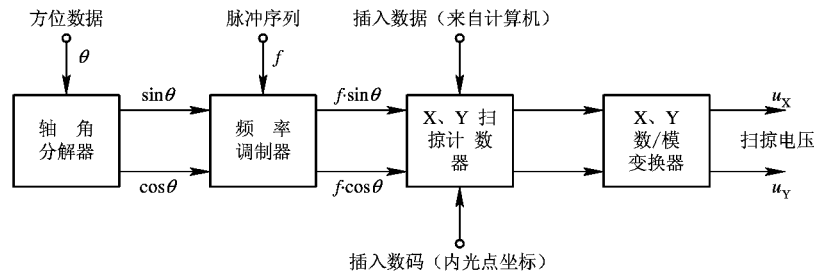 方位数据
脉冲序列
插入数据（来自计算机）
θ
f
sinθ
f·sinθ
u_X
轴 角
分解器
频 率
调制器
X、Y 扫
掠计 数
器
X、Y
数/模
变换器
扫掠电压
cosθ
f·cosθ
u_Y
插入数码（内光点坐标）